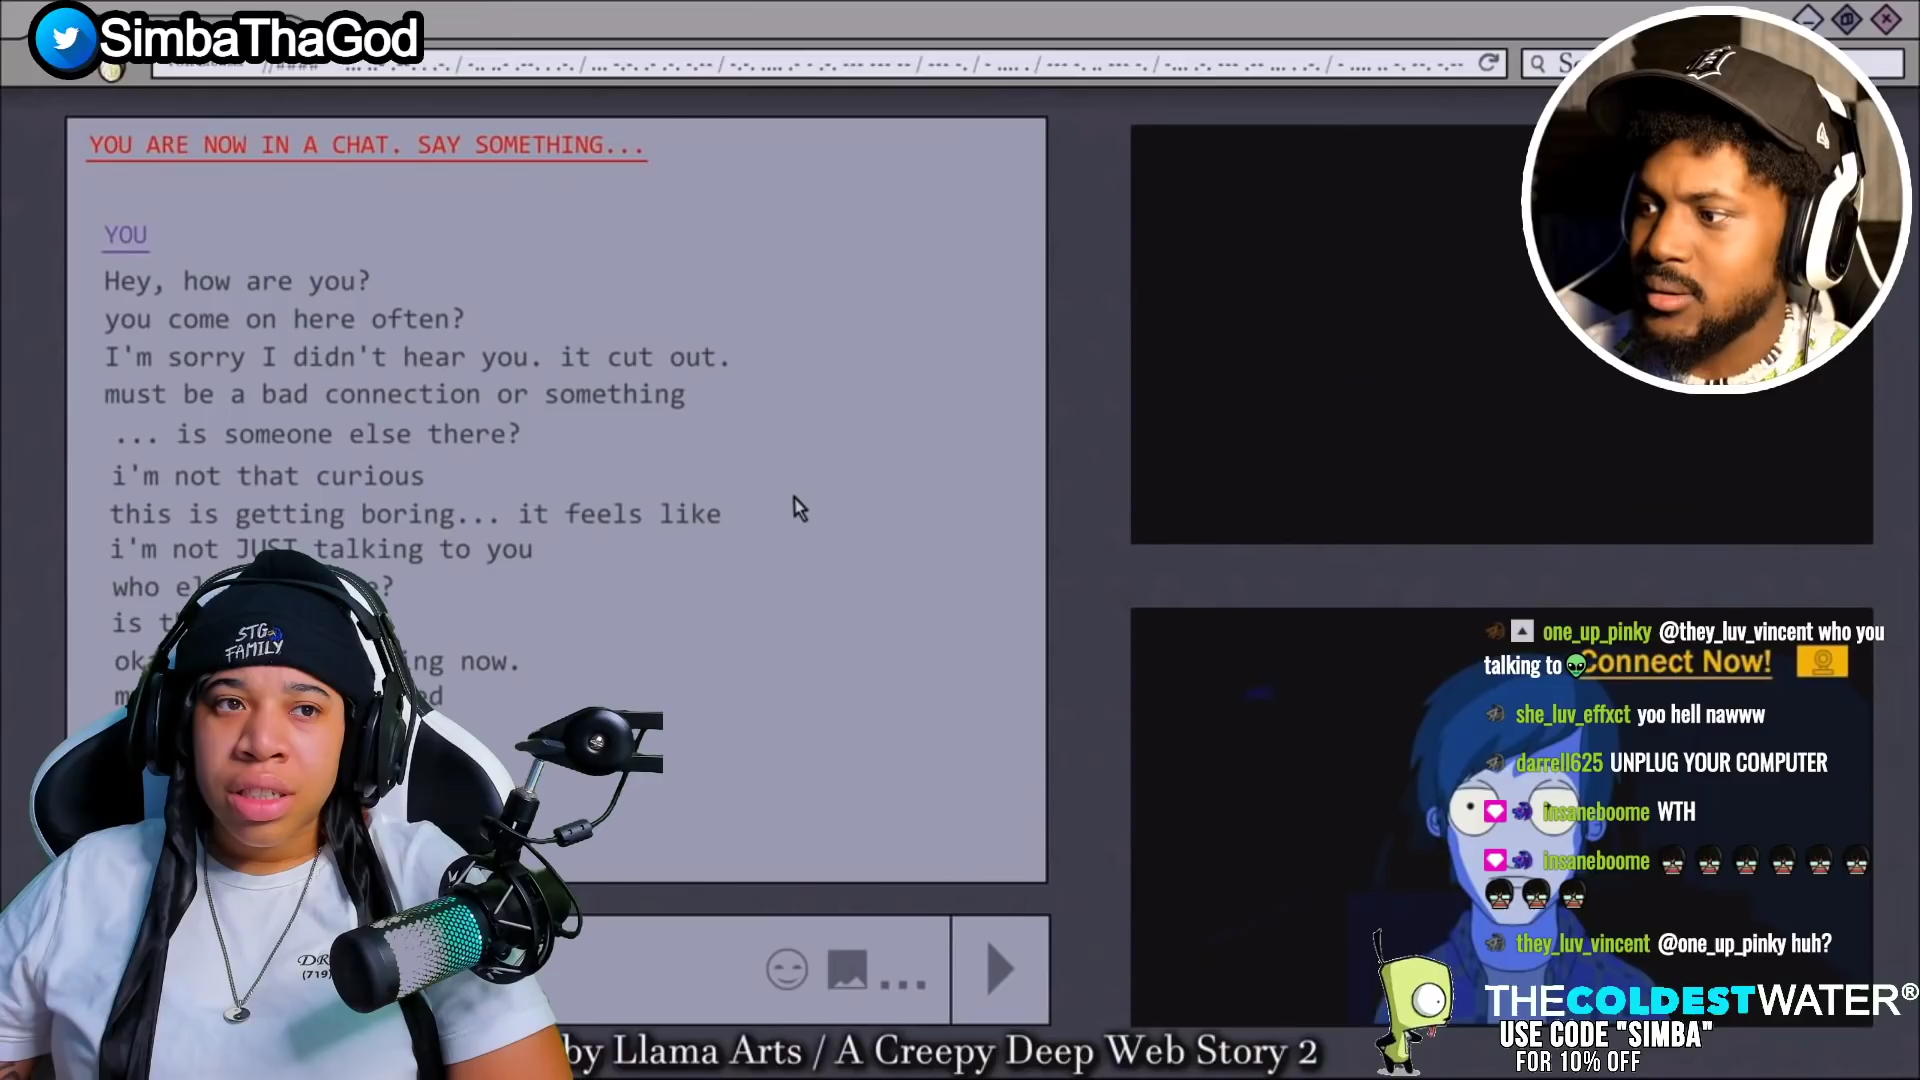 SimbaThaGod
YOU ARE NOW IN A CHAT. SAY SOMETHING...
YOU
Hey, how are you?
you come on here often?
I'm sorry I didn't hear you. it cut out.
must be a bad connection or something
... is someone else there?
i'm not that curious
this is getting boring... it feels like
i'm not JUST talking to you
who
is
now.
STG
FAMILY
(719)
one_up_pinky @they_luv_vincent who you
talking to 👽
Connect Now!
she_luv_effxct yoo hell nawww
darrell625 UNPLUG YOUR COMPUTER
insaneboome WTH
insaneboome
they_luv_vincent @one_up_pinky huh?
THECOLDESTWATER®
USE CODE "SIMBA"
FOR 10% OFF
by Llama Arts / A Creepy Deep Web Story 2